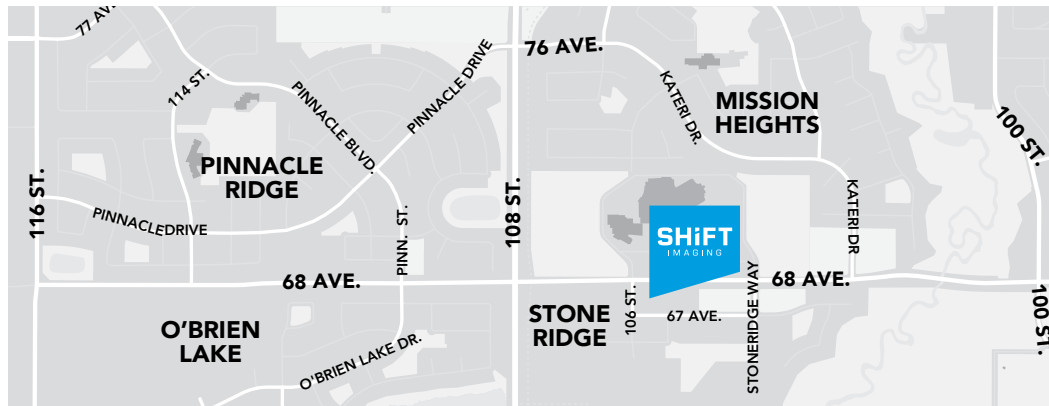 77 AVE.
76 AVE.
114 ST.
PINNACLE DRIVE
PINNACLE BLVD.
KATERI DR.
MISSION
HEIGHTS
100 ST.
PINNACLE
RIDGE
116 ST.
PINNACLEDRIVE
PINN. ST.
108 ST.
KATERI DR
SHiFT
IMAGING
68 AVE.
68 AVE.
O'BRIEN
LAKE
STONE
RIDGE
106 ST.
67 AVE.
STONERIDGE WAY
100 ST.
O'BRIEN LAKE DR.